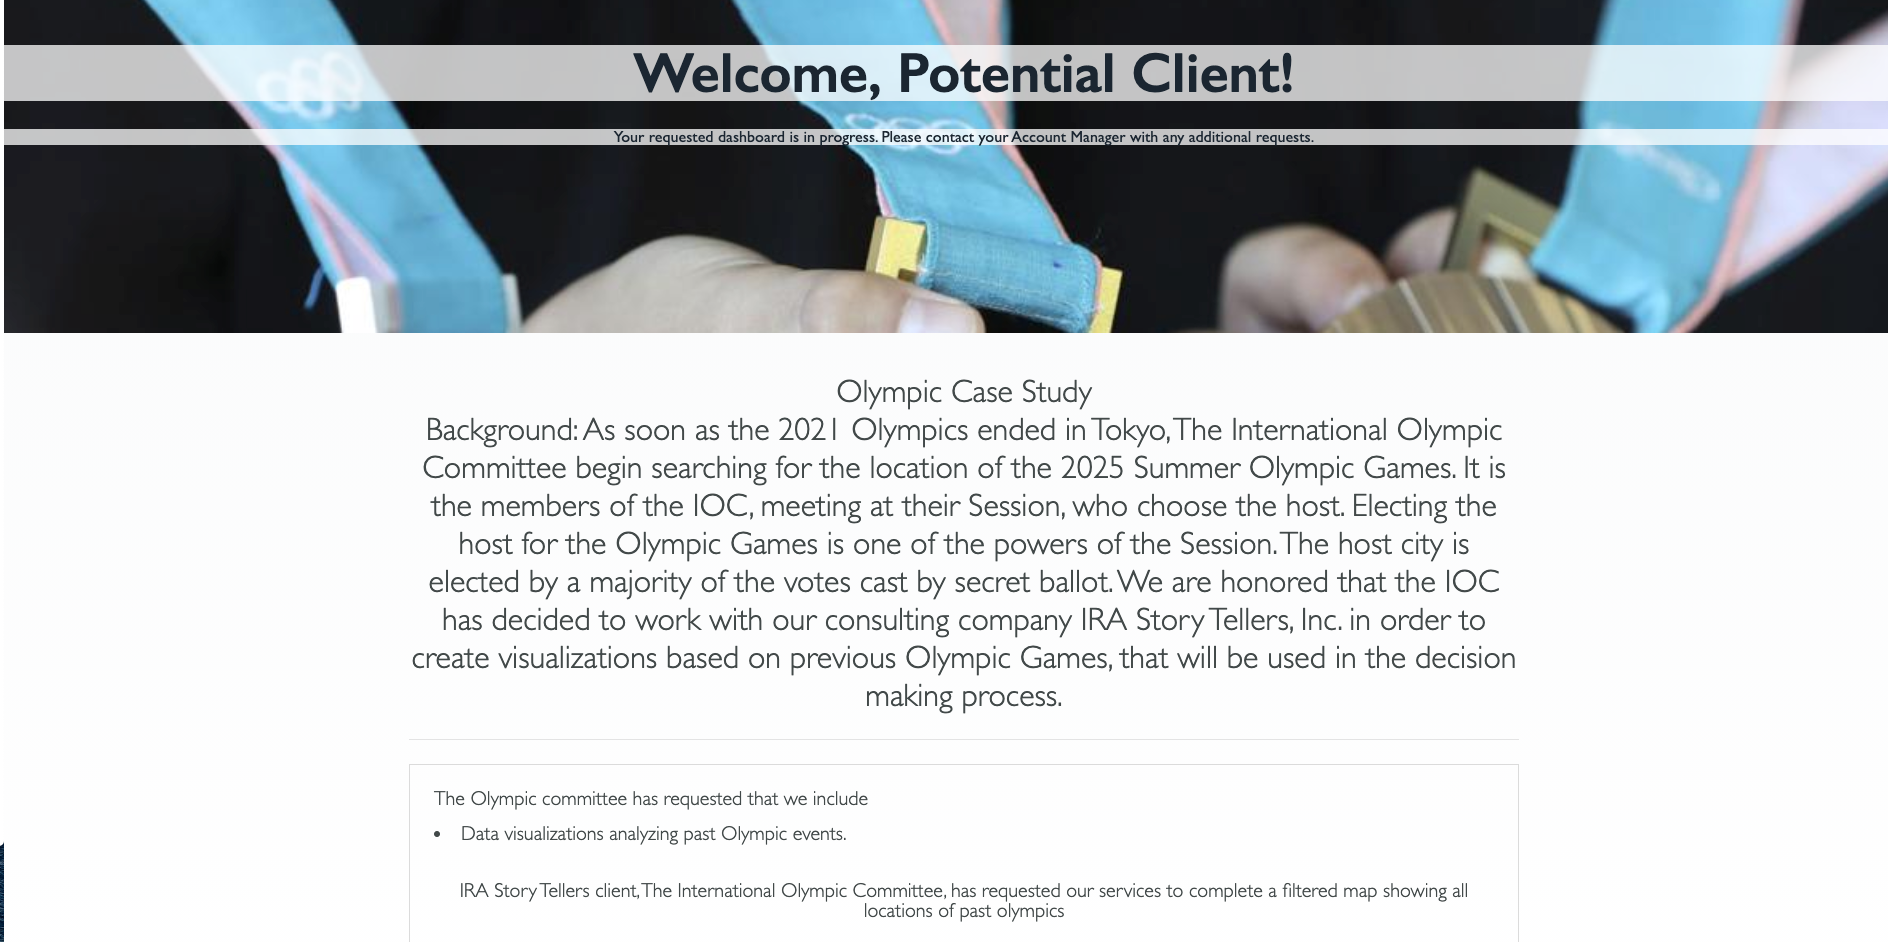 Welcome, Potential Client!
Your requested dashboard is in progress. Please contact your Account Manager with any additional requests.
Olympic Case Study
Background: As soon as the 2021 Olympics ended in Tokyo, The International Olympic
Committee begin searching for the location of the 2025 Summer Olympic Games. It is
the members of the IOC, meeting at their Session, who choose the host. Electing the
host for the Olympic Games is one of the powers of the Session. The host city is
elected by a majority of the votes cast by secret ballot. We are honored that the IOC
has decided to work with our consulting company IRA Story Tellers, Inc. in order to
create visualizations based on previous Olympic Games, that will be used in the decision
making process.
The Olympic committee has requested that we include
• Data visualizations analyzing past Olympic events.
IRA Story Tellers client, The International Olympic Committee, has requested our services to complete a filtered map showing all
locations of past olympics